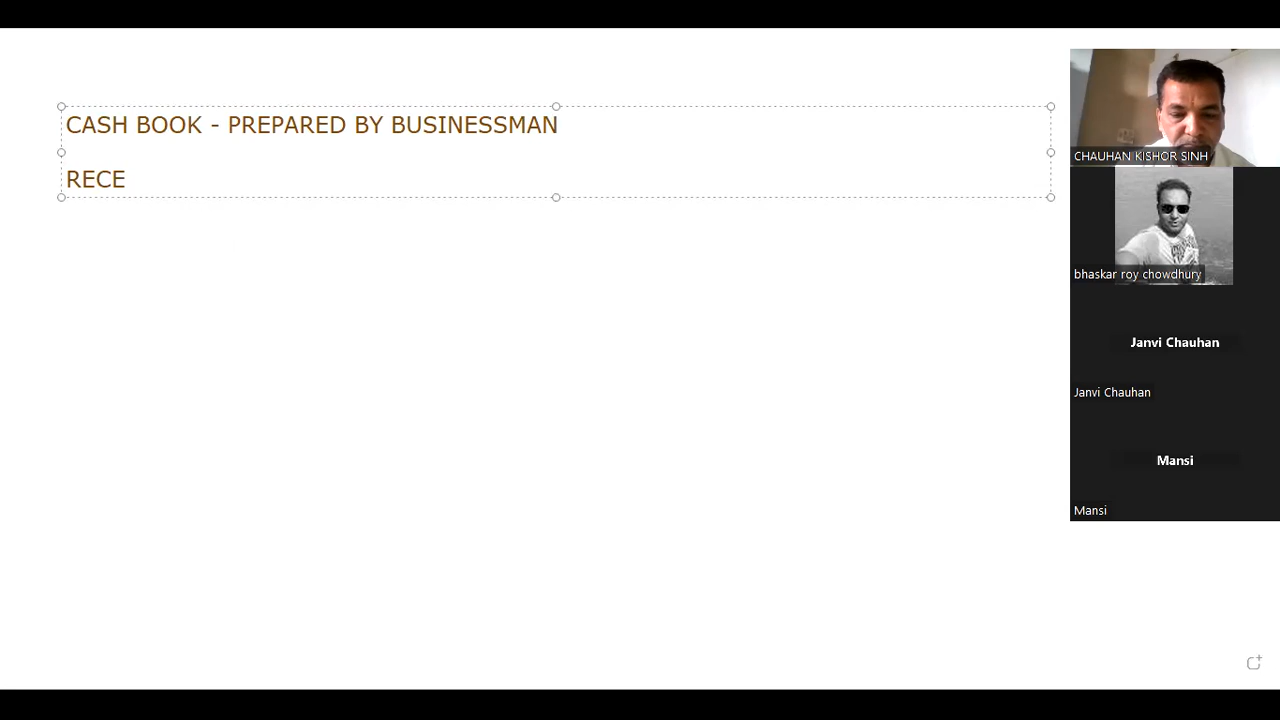 CASH BOOK - PREPARED BY BUSINESSMAN
RECE
CHAUHAN KISHOR SINH
bhaskar roy chowdhury
Janvi Chauhan
Janvi Chauhan
Mansi
Mansi